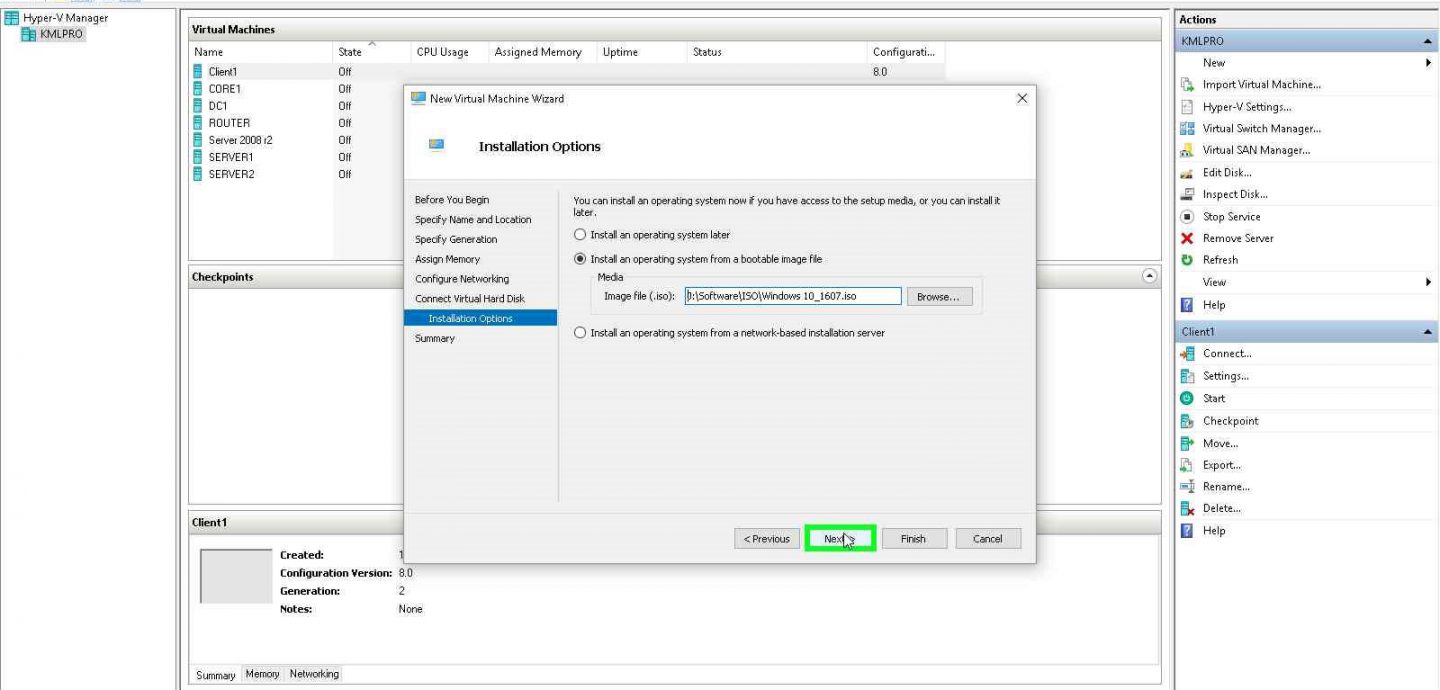 Hyper-V Manager
KMLPRO
Virtual Machines
Name State CPU Usage Assigned Memory Uptime Status Configurati...
Client1 Off 8.0
CORE1 Off
DC1 Off
ROUTER Off
Server 2008 r2 Off
SERVER1 Off
SERVER2 Off
Checkpoints
Client1
Created: 1
Configuration Version: 8.0
Generation: 2
Notes: None
Summary Memory Networking
New Virtual Machine Wizard
Installation Options
Before You Begin
Specify Name and Location
Specify Generation
Assign Memory
Configure Networking
Connect Virtual Hard Disk
Installation Options
Summary
You can install an operating system now if you have access to the setup media, or you can install it
later.
Install an operating system later
Install an operating system from a bootable image file
Media
Image file (.iso): I:\Software\ISO\Windows 10_1607.iso Browse...
Install an operating system from a network-based installation server
< Previous Next > Finish Cancel
Actions
KMLPRO
New
Import Virtual Machine...
Hyper-V Settings...
Virtual Switch Manager...
Virtual SAN Manager...
Edit Disk...
Inspect Disk...
Stop Service
Remove Server
Refresh
View
Help
Client1
Connect...
Settings...
Start
Checkpoint
Move...
Export...
Rename...
Delete...
Help